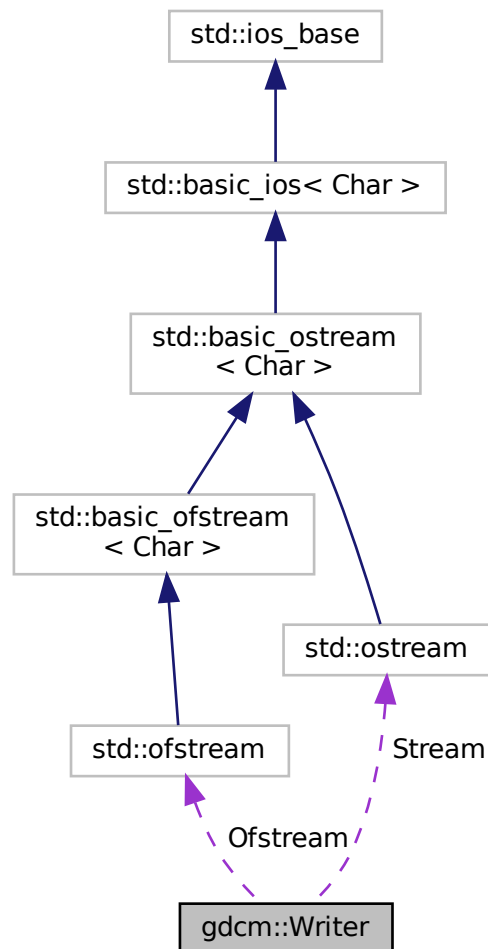 std::ios_base
std::basic_ios< Char >
std::basic_ostream
< Char >
std::basic_ofstream
< Char >
std::ostream
std::ofstream
Stream
Ofstream
gdcm::Writer